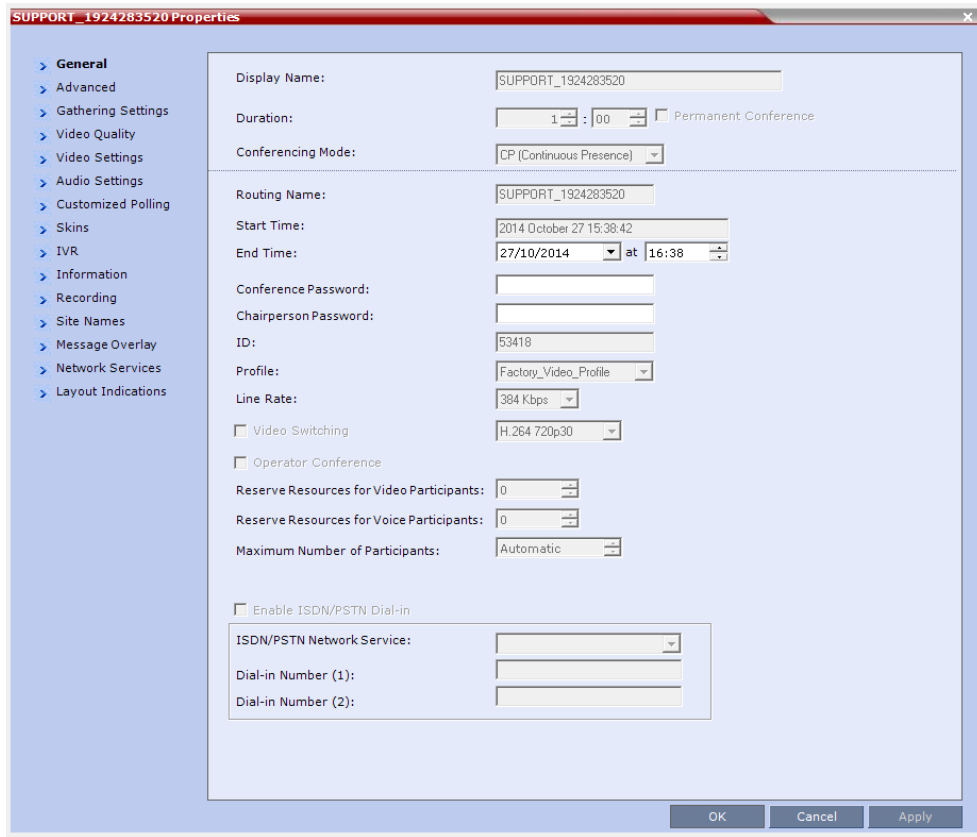 SUPPORT_1924283520 Properties
General
Advanced
Gathering Settings
Video Quality
Video Settings
Audio Settings
Customized Polling
Skins
IVR
Information
Recording
Site Names
Message Overlay
Network Services
Layout Indications
Display Name: SUPPORT_1924283520
Duration: 1 : 00 Permanent Conference
Conferencing Mode: CP (Continuous Presence)
Routing Name: SUPPORT_1924283520
Start Time: 2014 October 27 15:38:42
End Time: 27/10/2014 at 16:38
Conference Password:
Chairperson Password:
ID: 53418
Profile: Factory_Video_Profile
Line Rate: 384 Kbps
Video Switching H.264 720p30
Operator Conference
Reserve Resources for Video Participants: 0
Reserve Resources for Voice Participants: 0
Maximum Number of Participants: Automatic
Enable ISDN/PSTN Dial-in
ISDN/PSTN Network Service:
Dial-in Number (1):
Dial-in Number (2):
OK Cancel Apply